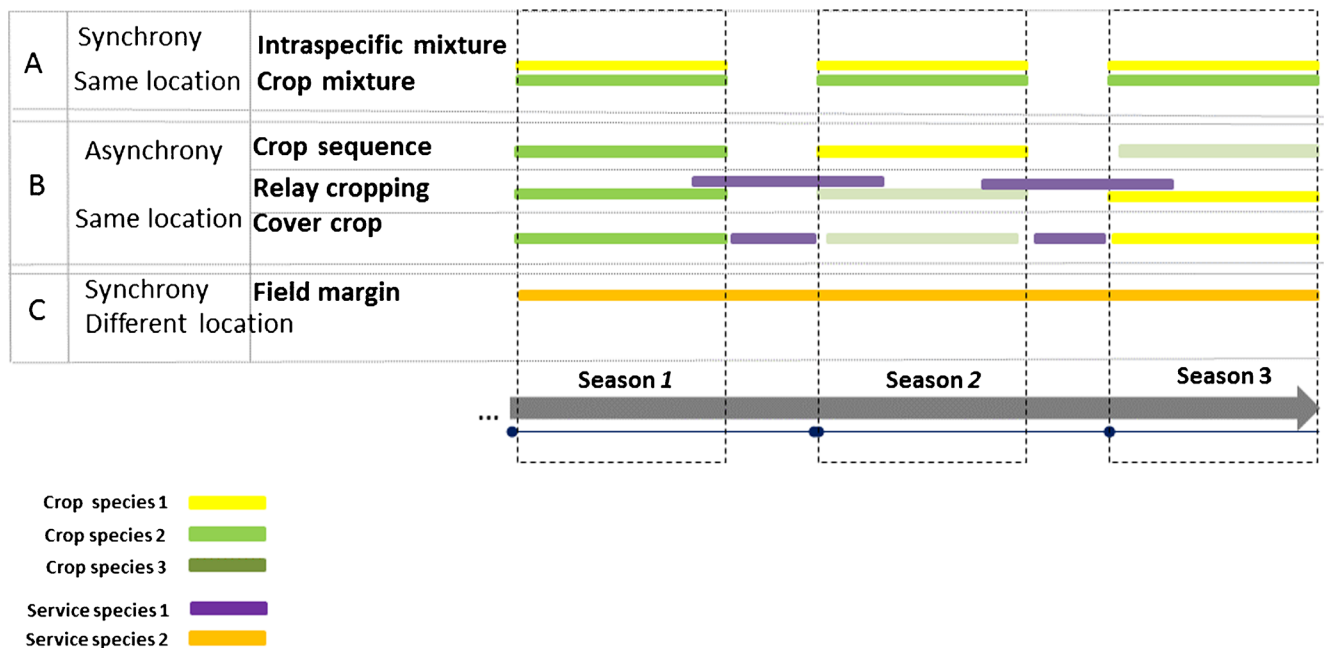 A
Synchrony
Same location
Intraspecific mixture
Crop mixture
B
Asynchrony
Same location
Crop sequence
Relay cropping
Cover crop
C
Synchrony
Different location
Field margin
Season 1
Season 2
Season 3
...
Crop species 1
Crop species 2
Crop species 3
Service species 1
Service species 2